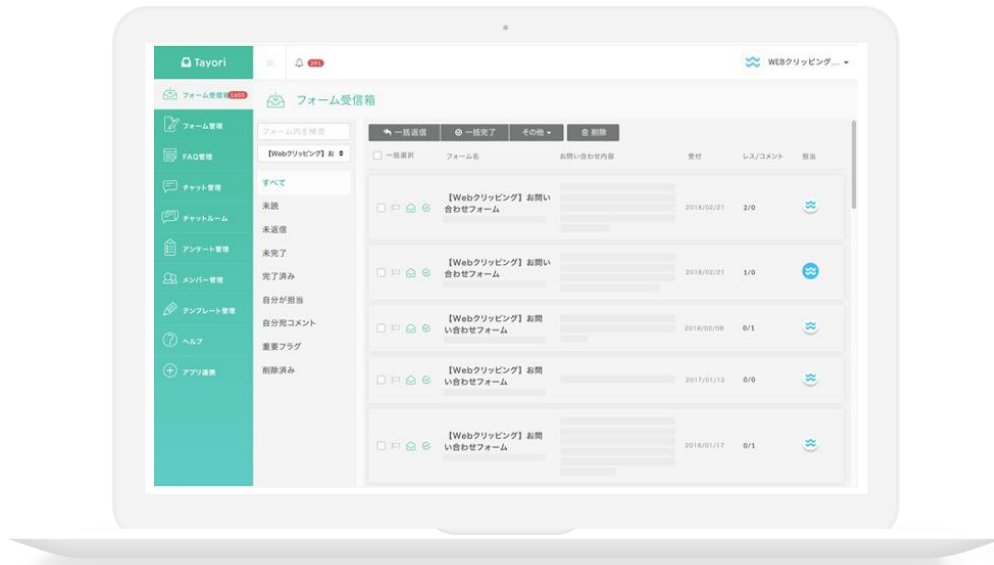 Tayori
WEBクリッピング...
フォーム管理
FAQ管理
チャット管理
チャットルーム
アンケート管理
メンバー管理
テンプレート管理
ヘルプ
アプリ連携
フォーム受信箱
フォーム内を検索
【Webクリッピング】お
すべて
未読
未返信
未完了
完了済み
自分が担当
自分宛コメント
重要フラグ
削除済み
一括返信
一括完了
その他
削除
一括選択 フォーム名 お問い合わせ内容 受付 レス/コメント 担当
【Webクリッピング】お問い
合わせフォーム
2018/02/21 2/0
【Webクリッピング】お問い
合わせフォーム
2018/02/21 1/0
【Webクリッピング】お問
い合わせフォーム
2018/02/08 0/1
【Webクリッピング】お問
い合わせフォーム
2017/01/12 0/0
【Webクリッピング】お問
い合わせフォーム
2018/01/17 0/1